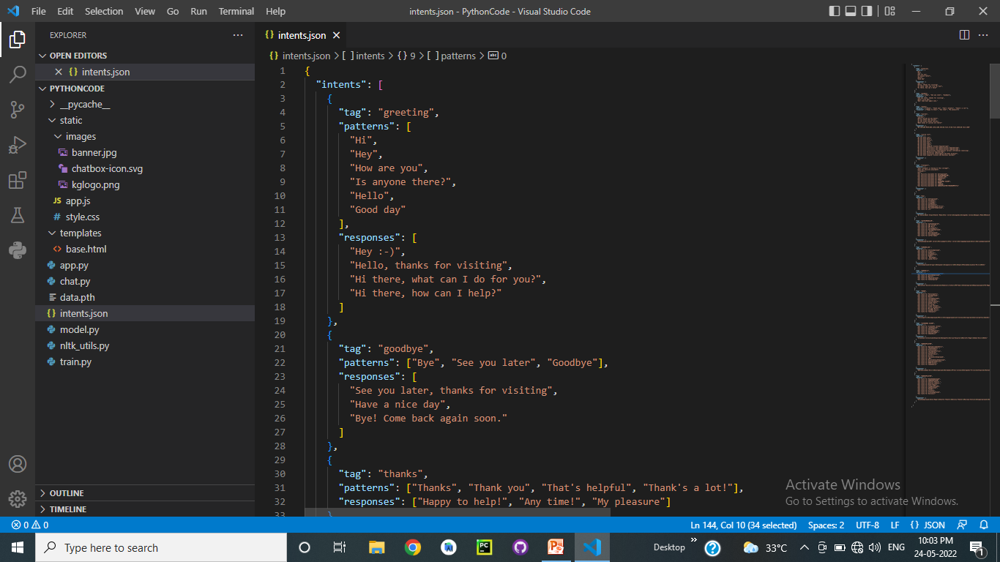 File Edit Selection View Go Run Terminal Help intents.json - PythonCode - Visual Studio Code
EXPLORER
OPEN EDITORS
intents.json
PYTHONCODE
__pycache__
static
images
banner.jpg
chatbox-icon.svg
kglogo.png
JS app.js
# style.css
templates
base.html
app.py
chat.py
data.pth
{} intents.json
model.py
nltk_utils.py
train.py
OUTLINE
TIMELINE
{} intents.json
{} intents.json > [ ] intents > {} 9 > [ ] patterns > abc 0
1 {
2 "intents": [
3 {
4 "tag": "greeting",
5 "patterns": [
6 "Hi",
7 "Hey",
8 "How are you",
9 "Is anyone there?",
10 "Hello",
11 "Good day"
12 ],
13 "responses": [
14 "Hey :-)",
15 "Hello, thanks for visiting",
16 "Hi there, what can I do for you?",
17 "Hi there, how can I help?"
18 ]
19 },
20 {
21 "tag": "goodbye",
22 "patterns": ["Bye", "See you later", "Goodbye"],
23 "responses": [
24 "See you later, thanks for visiting",
25 "Have a nice day",
26 "Bye! Come back again soon."
27 ]
28 },
29 {
30 "tag": "thanks",
31 "patterns": ["Thanks", "Thank you", "That's helpful", "Thank's a lot!"],
32 "responses": ["Happy to help!", "Any time!", "My pleasure"]
33 }
Activate Windows
Go to Settings to activate Windows.
0 0 Ln 144, Col 10 (34 selected) Spaces: 2 UTF-8 LF {} JSON
Type here to search
PC
Desktop
33°C
ENG
10:03 PM
24-05-2022
1